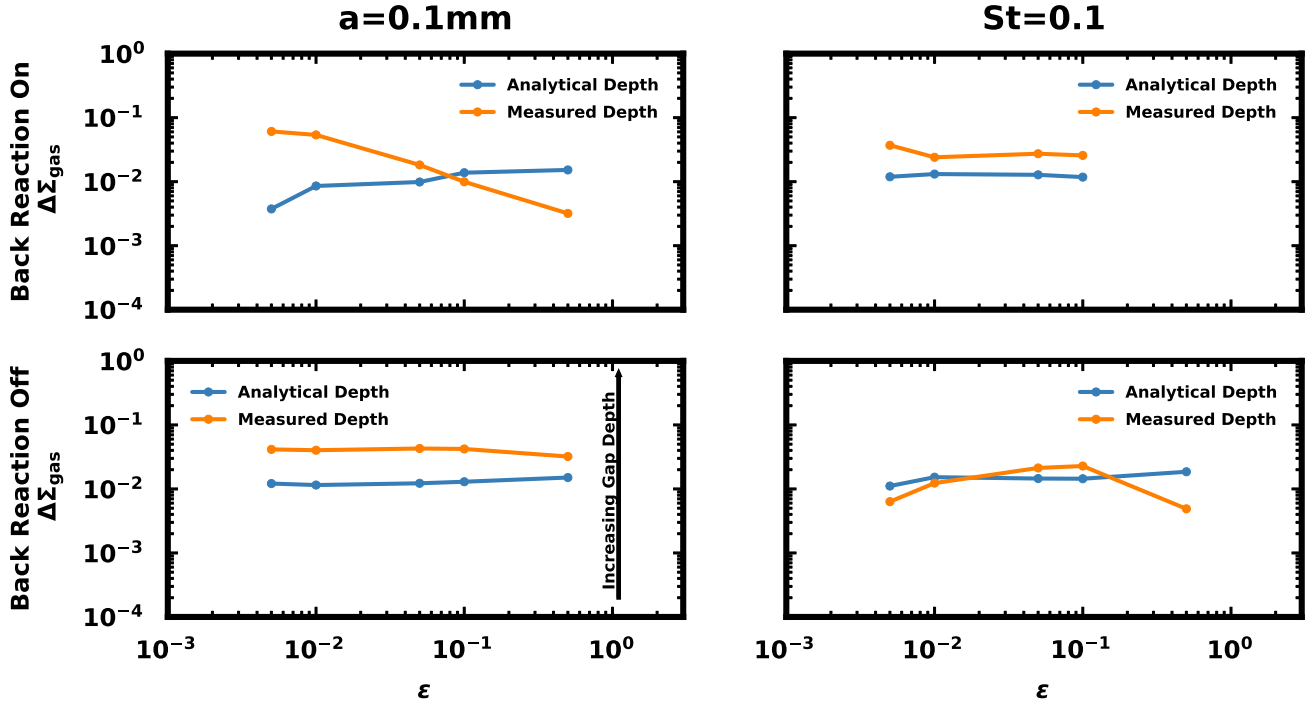 a=0.1mm
St=0.1
Back Reaction On
ΔΣgas
10⁰
10⁻¹
10⁻²
10⁻³
10⁻⁴
Analytical Depth
Measured Depth
Analytical Depth
Measured Depth
Back Reaction Off
ΔΣgas
10⁰
10⁻¹
10⁻²
10⁻³
10⁻⁴
Analytical Depth
Measured Depth
Increasing Gap Depth
Analytical Depth
Measured Depth
10⁻³ 10⁻² 10⁻¹ 10⁰
10⁻³ 10⁻² 10⁻¹ 10⁰
ε
ε